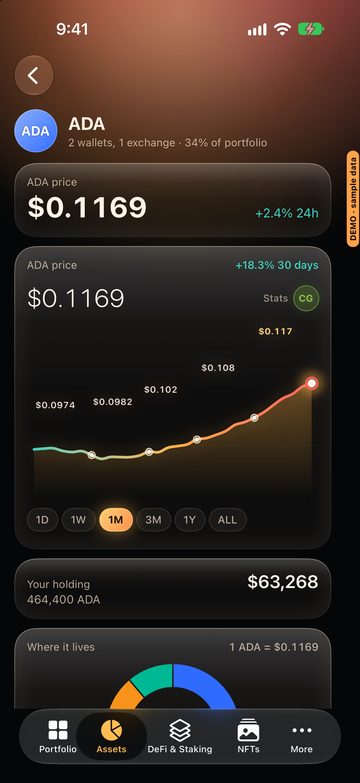 9:41
ADA
ADA
2 wallets, 1 exchange · 34% of portfolio
DEMO · sample data
ADA price
$0.1169
+2.4% 24h
ADA price
+18.3% 30 days
$0.1169
Stats
CG
$0.117
$0.108
$0.102
$0.0974
$0.0982
1D
1W
1M
3M
1Y
ALL
Your holding
$63,268
464,400 ADA
Where it lives
1 ADA = $0.1169
Portfolio
Assets
DeFi & Staking
NFTs
More